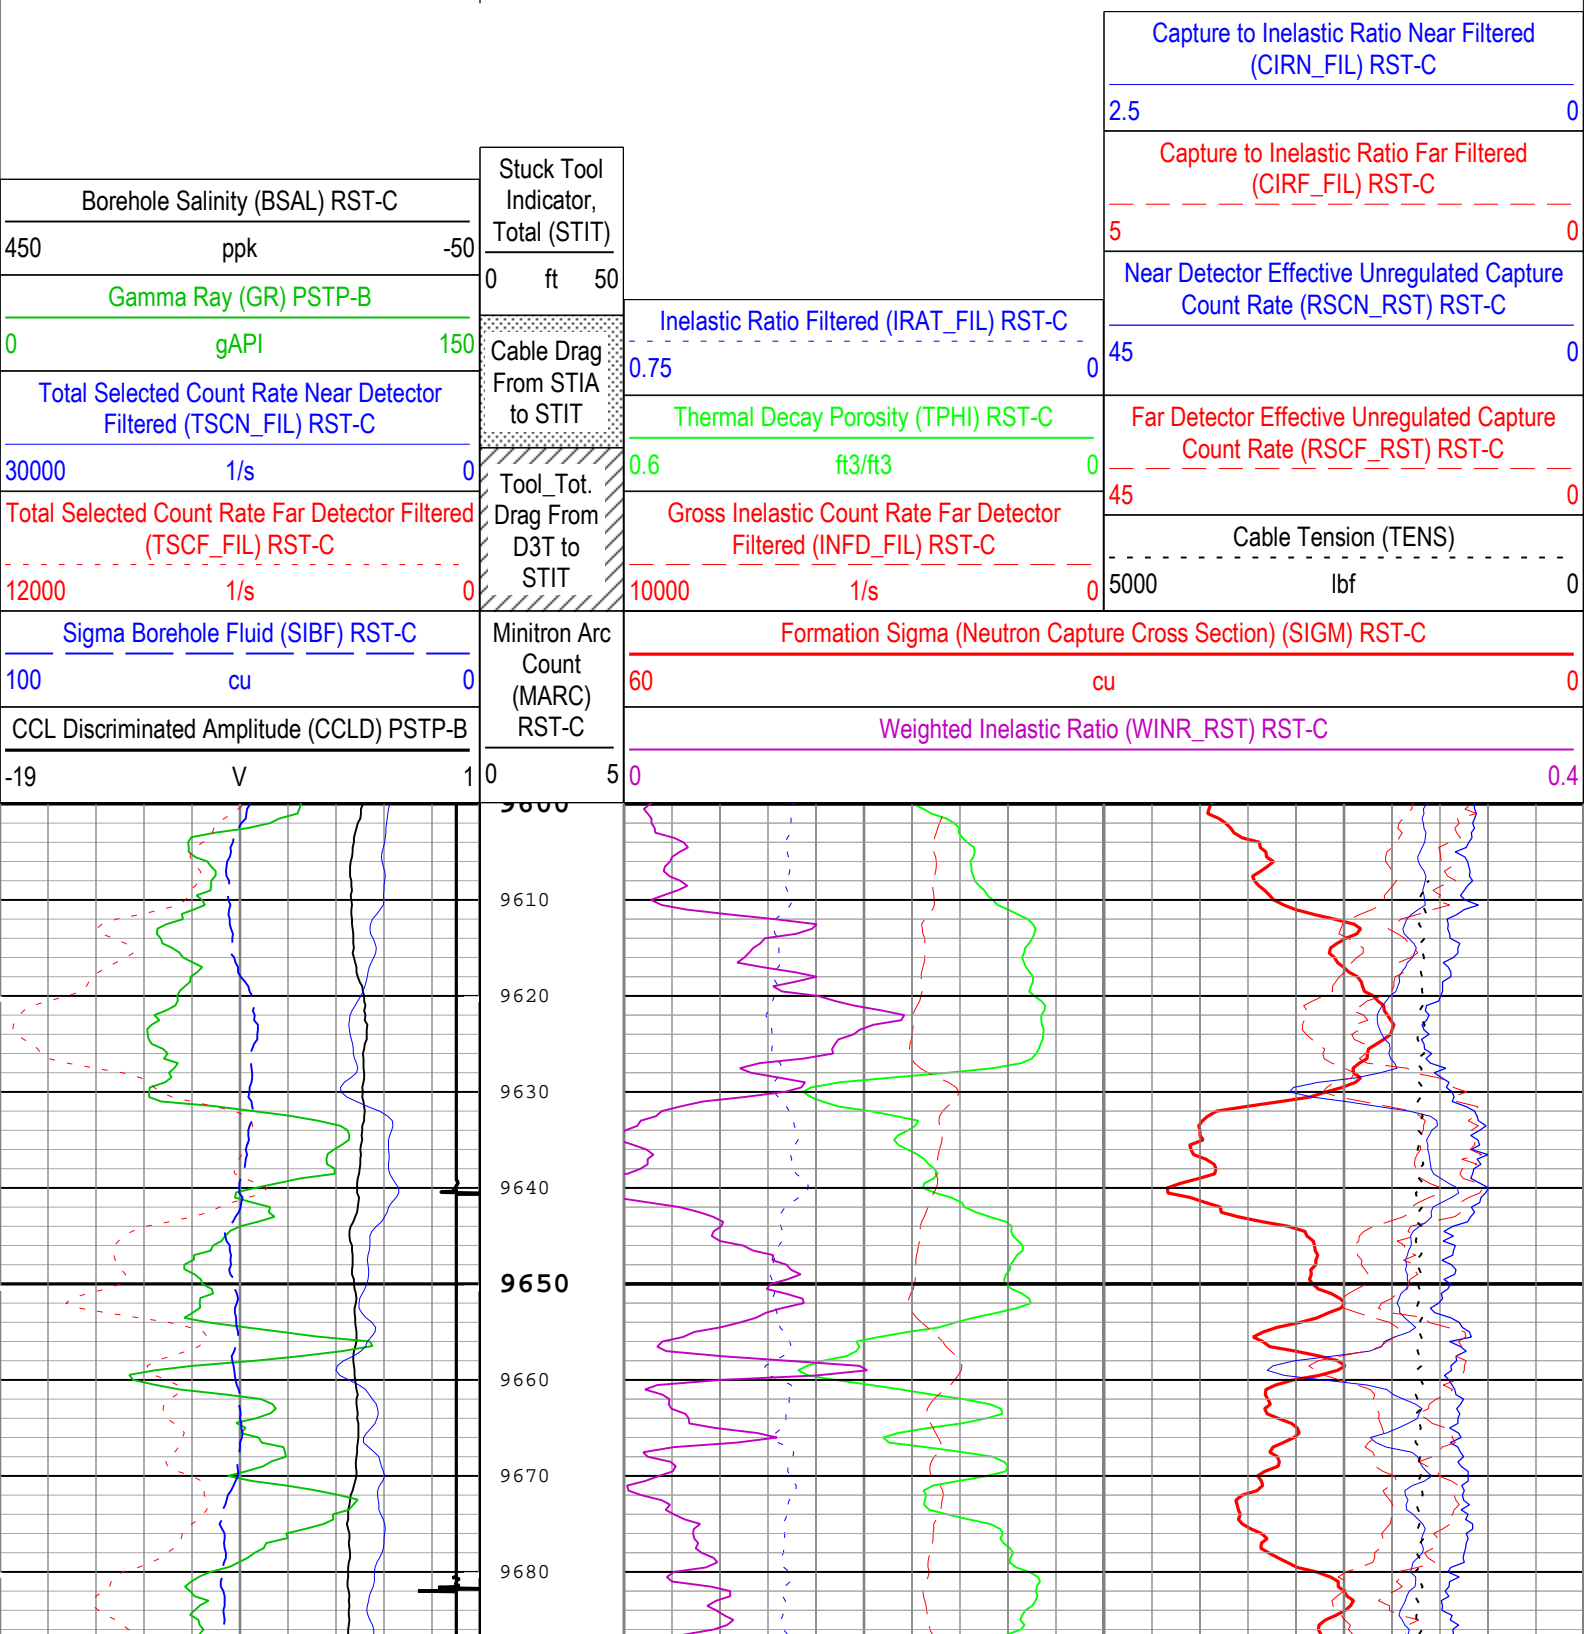 Capture to Inelastic Ratio Near Filtered
(CIRN_FIL) RST-C
2.5 0
Capture to Inelastic Ratio Far Filtered
(CIRF_FIL) RST-C
5 0
Near Detector Effective Unregulated Capture
Count Rate (RSCN_RST) RST-C
45 0
Far Detector Effective Unregulated Capture
Count Rate (RSCF_RST) RST-C
45 0
Cable Tension (TENS)
5000 lbf 0
Stuck Tool
Indicator,
Total (STIT)
0 ft 50
Cable Drag
From STIA
to STIT
Tool_Tot.
Drag From
D3T to
STIT
Minitron Arc
Count
(MARC)
RST-C
0 5
Borehole Salinity (BSAL) RST-C
450 ppk -50
Gamma Ray (GR) PSTP-B
0 gAPI 150
Total Selected Count Rate Near Detector
Filtered (TSCN_FIL) RST-C
30000 1/s 0
Total Selected Count Rate Far Detector Filtered
(TSCF_FIL) RST-C
12000 1/s 0
Sigma Borehole Fluid (SIBF) RST-C
100 cu 0
CCL Discriminated Amplitude (CCLD) PSTP-B
-19 V 1
Inelastic Ratio Filtered (IRAT_FIL) RST-C
0.75 0
Thermal Decay Porosity (TPHI) RST-C
0.6 ft3/ft3 0
Gross Inelastic Count Rate Far Detector
Filtered (INFD_FIL) RST-C
10000 1/s 0
Formation Sigma (Neutron Capture Cross Section) (SIGM) RST-C
60 cu 0
Weighted Inelastic Ratio (WINR_RST) RST-C
0 0.4
9600
9610
9620
9630
9640
9650
9660
9670
9680